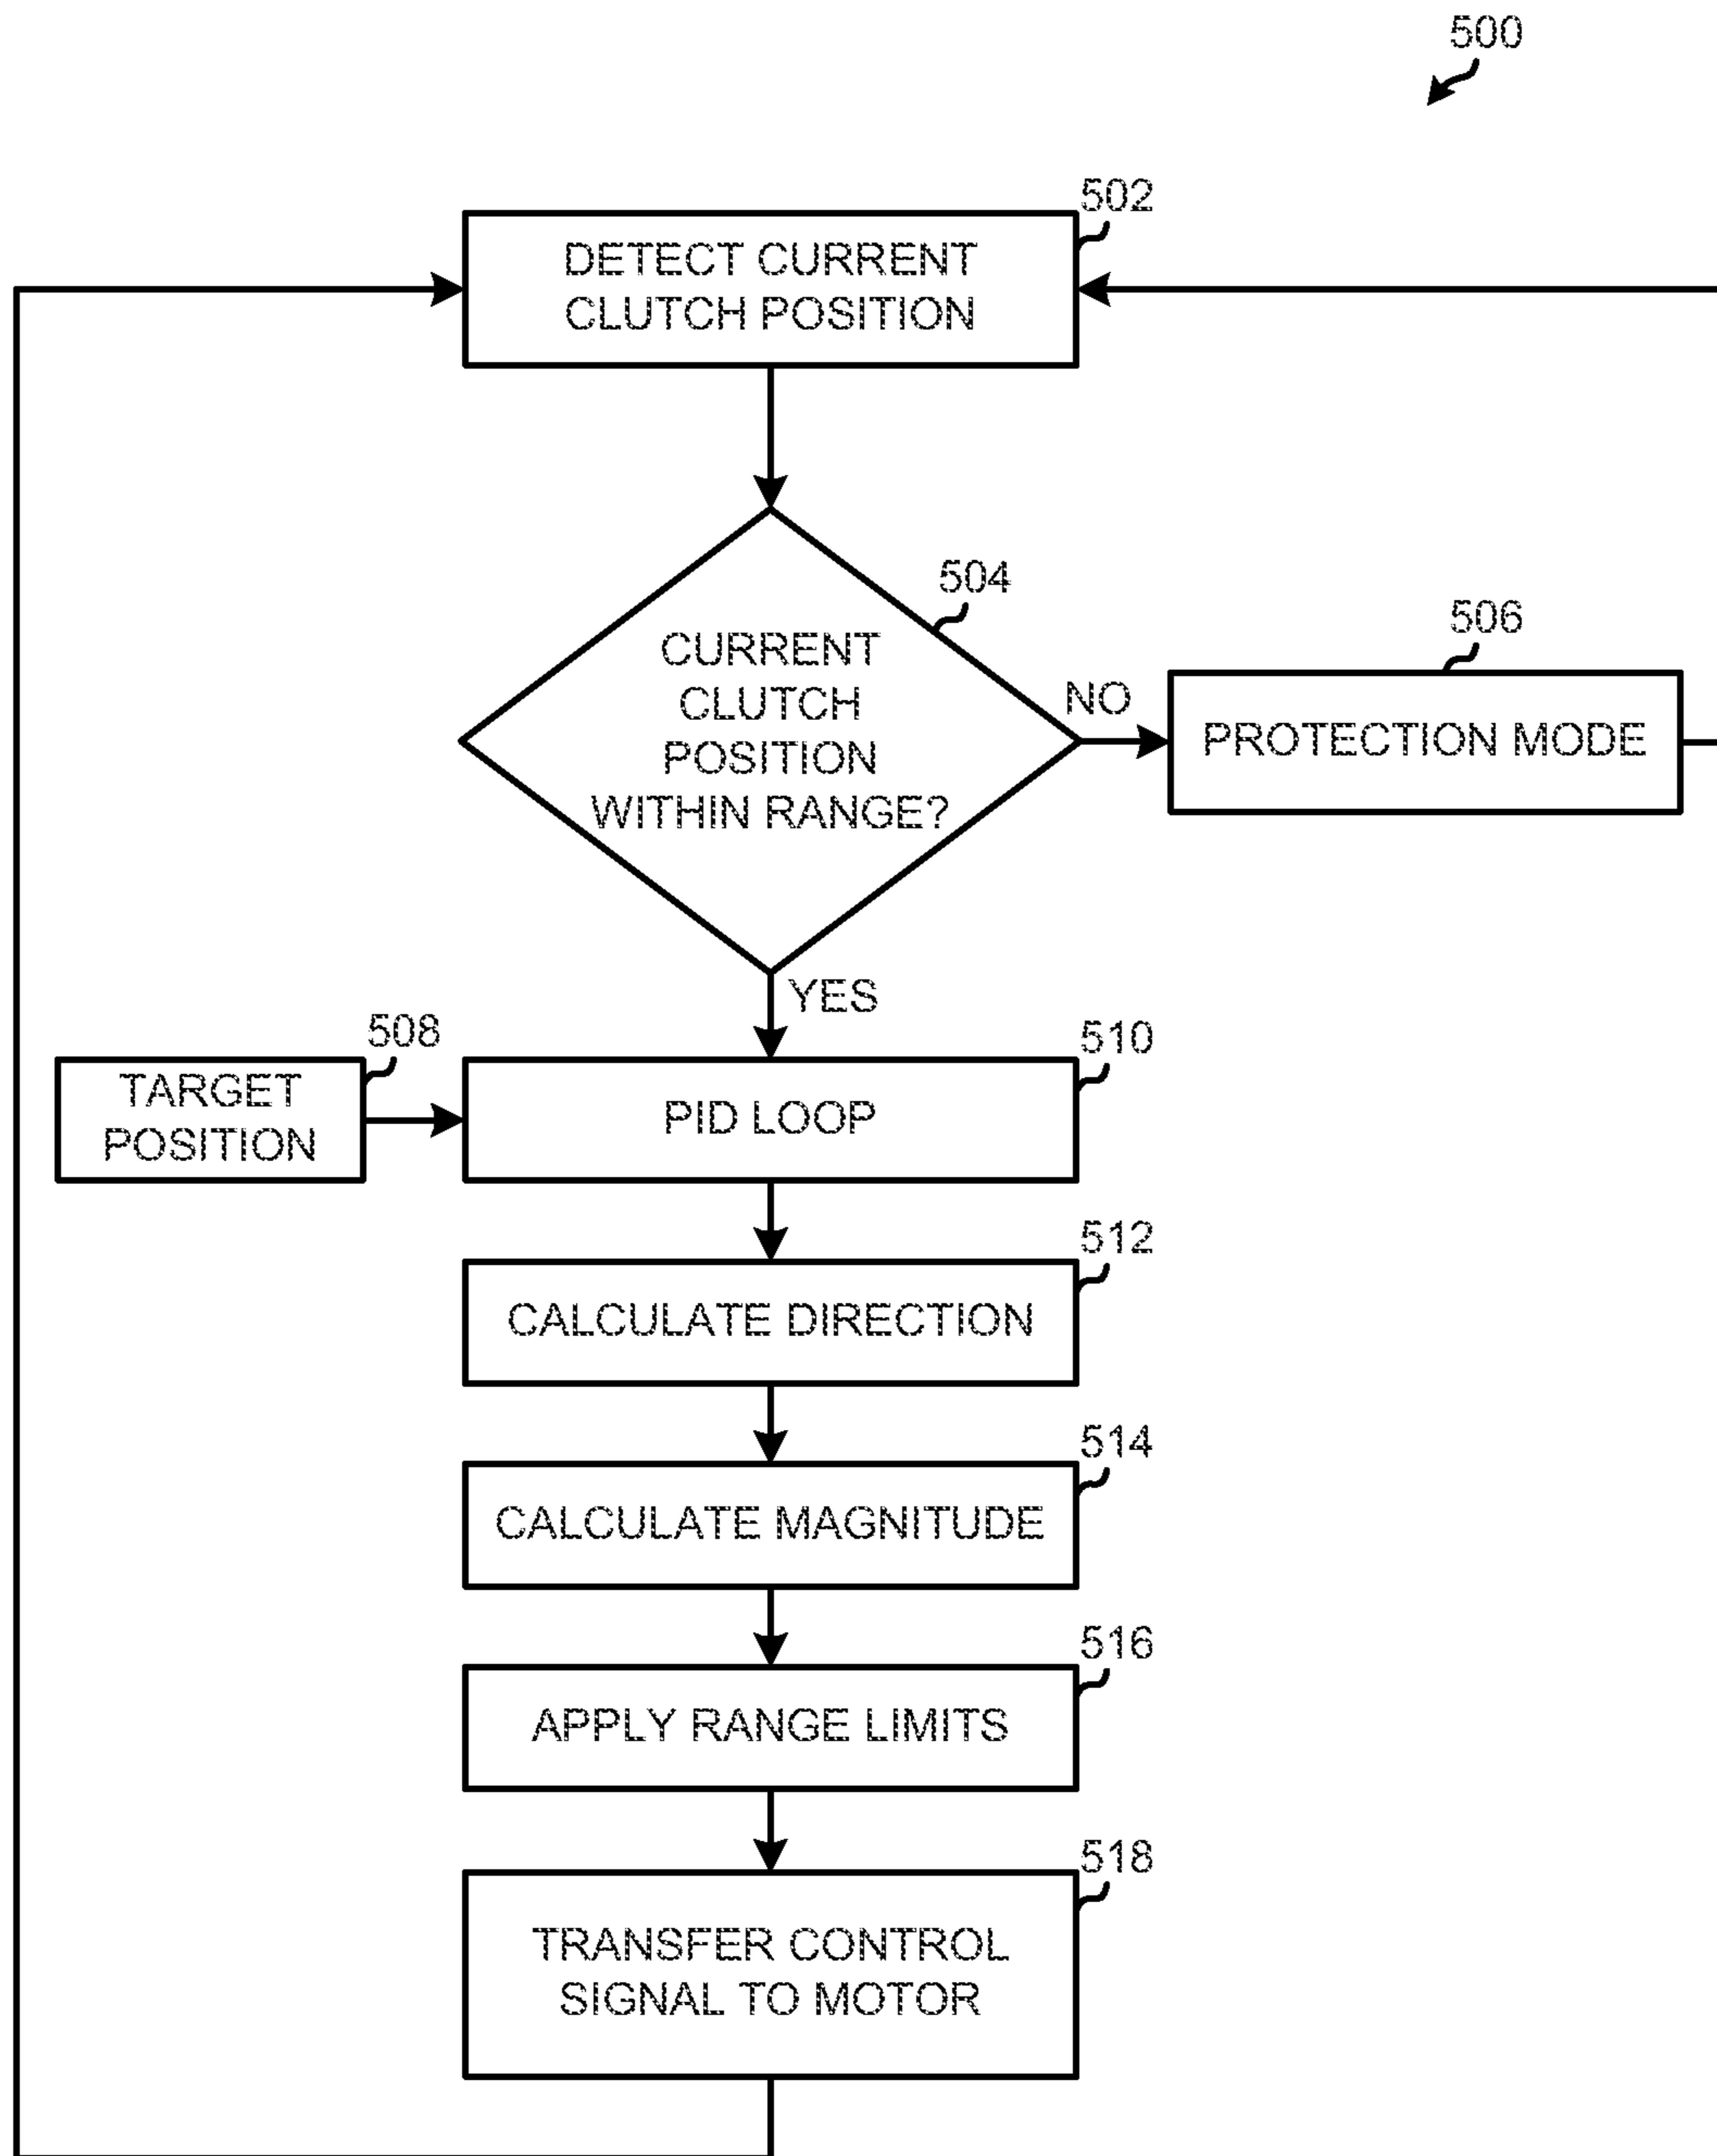 500
502
DETECT CURRENT
CLUTCH POSITION
504
CURRENT
CLUTCH
POSITION
WITHIN RANGE?
NO
506
PROTECTION MODE
YES
508
TARGET
POSITION
510
PID LOOP
512
CALCULATE DIRECTION
514
CALCULATE MAGNITUDE
516
APPLY RANGE LIMITS
518
TRANSFER CONTROL
SIGNAL TO MOTOR